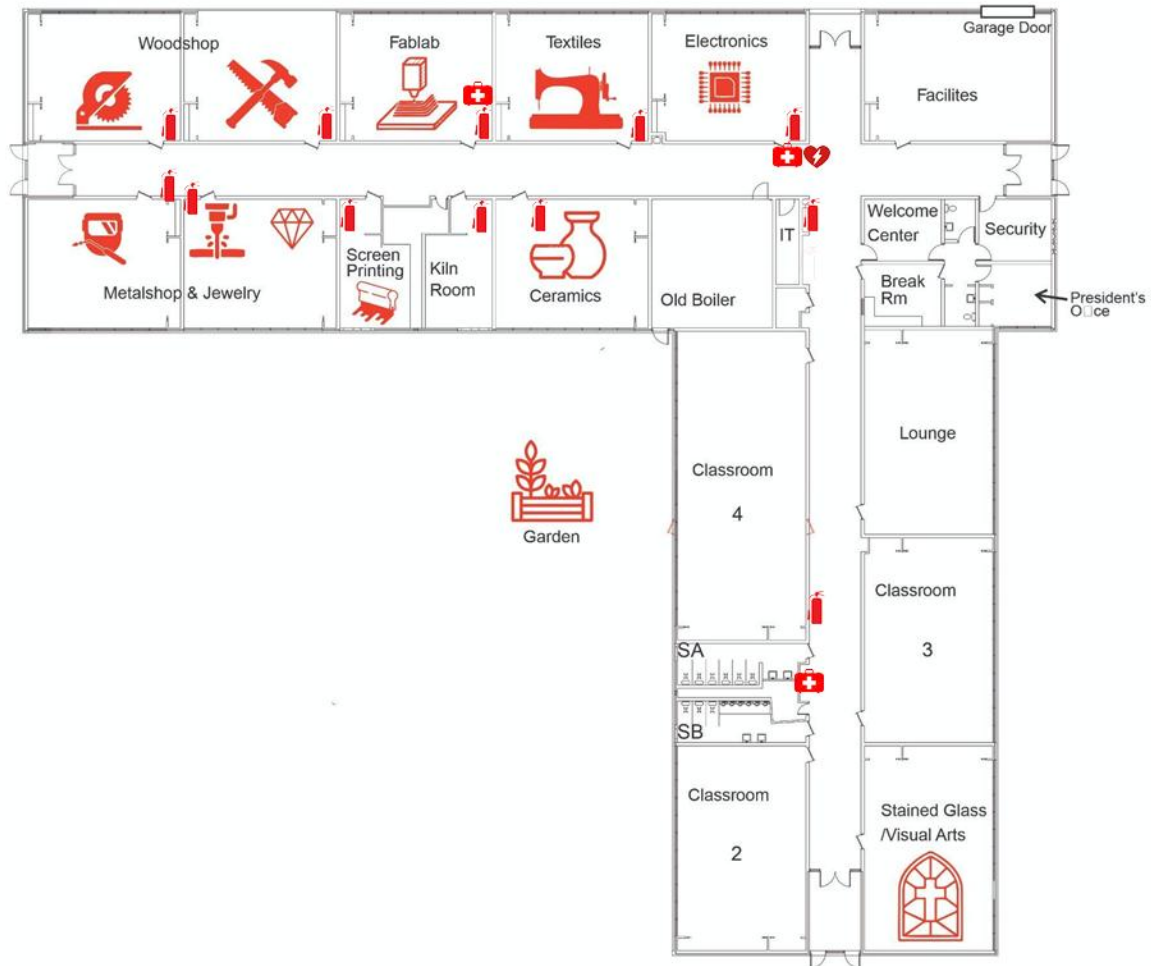 Garage Door
Woodshop
Fablab
Textiles
Electronics
Facilites
Welcome
Center
Security
IT
Screen
Printing
Kiln
Room
Metalshop & Jewelry
Ceramics
Old Boiler
Break
Rm
President's
O□ce
Lounge
Classroom
4
Garden
Classroom
3
SA
SB
Classroom
2
Stained Glass
/Visual Arts